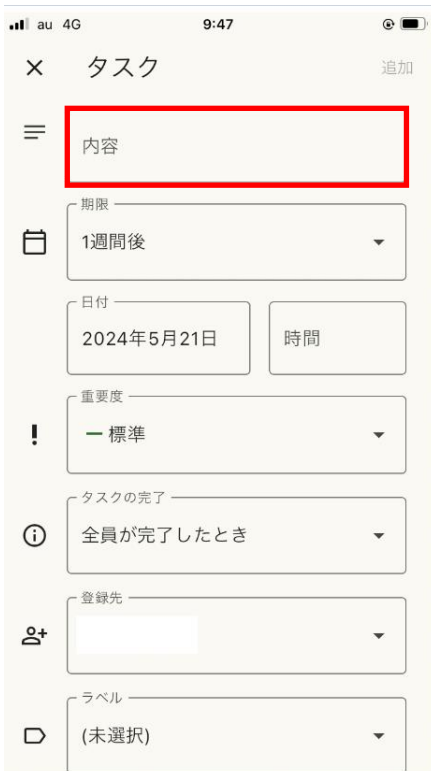 au 4G 9:47
タスク 追加
内容
期限
1週間後
日付
2024年5月21日 時間
重要度
標準
タスクの完了
全員が完了したとき
登録先
ラベル
(未選択)